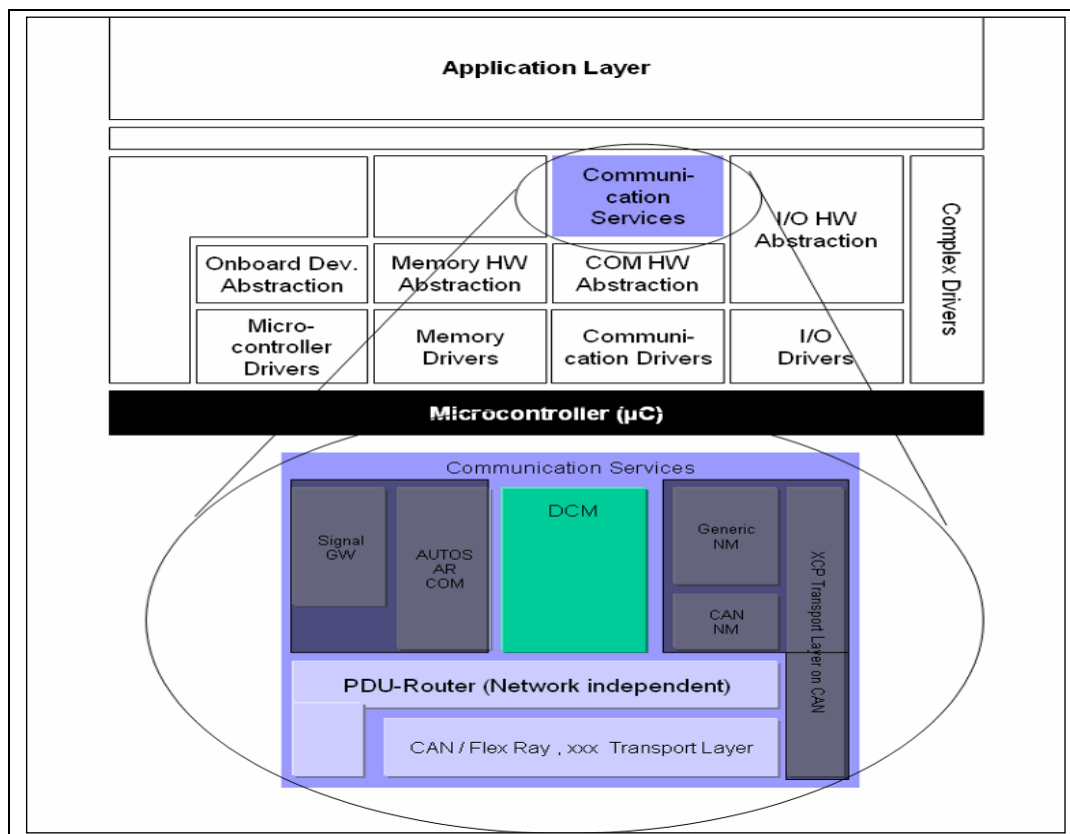 Application Layer
Communi-
cation
Services
I/O HW
Abstraction
Complex Drivers
Onboard Dev.
Abstraction
Memory HW
Abstraction
COM HW
Abstraction
Micro-
controller
Drivers
Memory
Drivers
Communi-
cation Drivers
I/O
Drivers
Microcontroller (µC)
Communication Services
Signal
GW
AUTOS
AR
COM
DCM
Generic
NM
CAN
NM
XCP Transport Layer on CAN
PDU-Router (Network independent)
CAN / Flex Ray , xxx Transport Layer